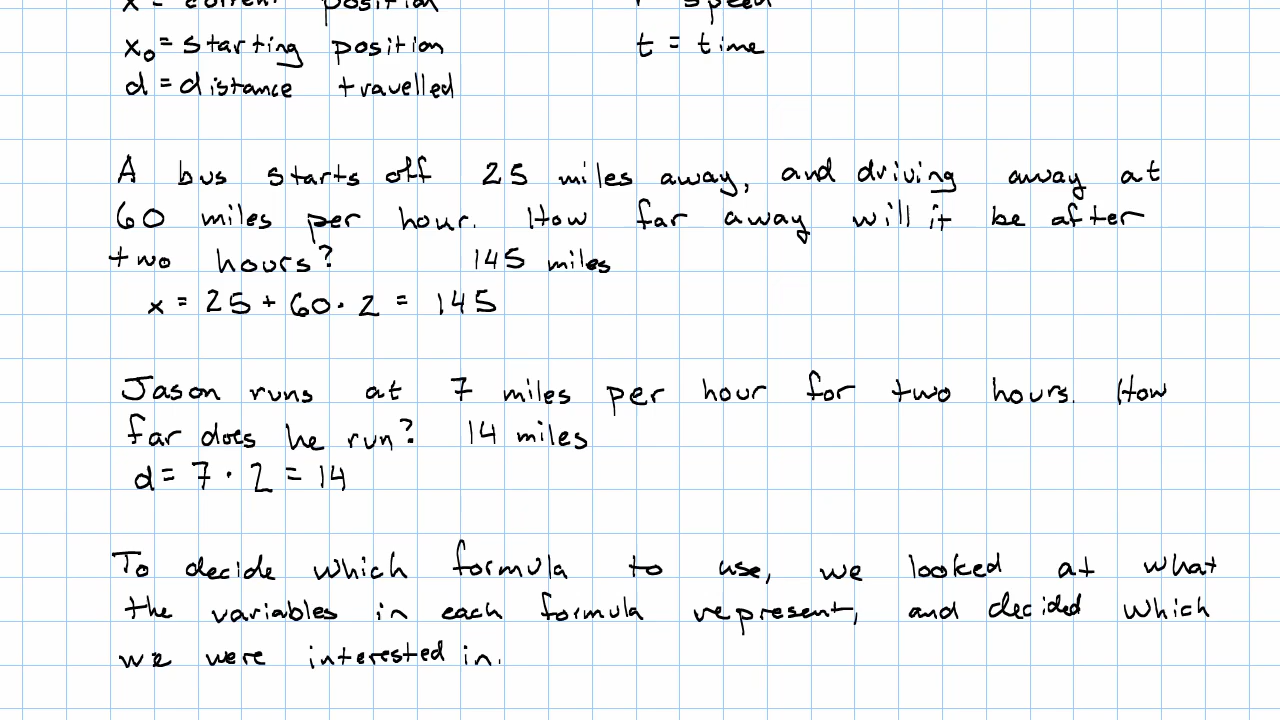 x = current position
speed
x₀ = starting position
t = time
d = distance travelled
A bus starts off 25 miles away, and driving away at
60 miles per hour. How far away will it be after
two hours? 145 miles
x = 25 + 60 · 2 = 145
Jason runs at 7 miles per hour for two hours. How
far does he run? 14 miles
d = 7 · 2 = 14
To decide which formula to use, we looked at what
the variables in each formula represent, and decided which
we were interested in.